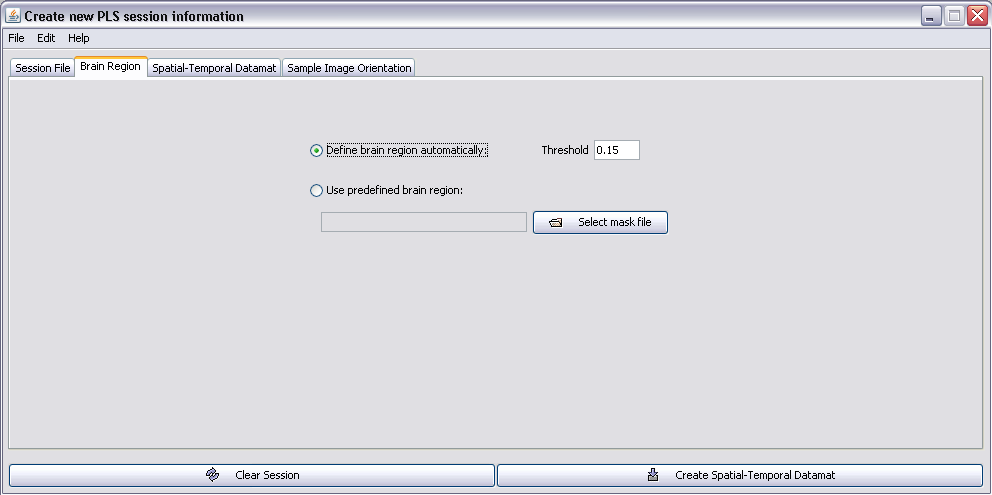 Create new PLS session information
File Edit Help
Session File Brain Region Spatial-Temporal Datamat Sample Image Orientation
Define brain region automatically: Threshold 0.15
Use predefined brain region:
Select mask file
Clear Session Create Spatial-Temporal Datamat